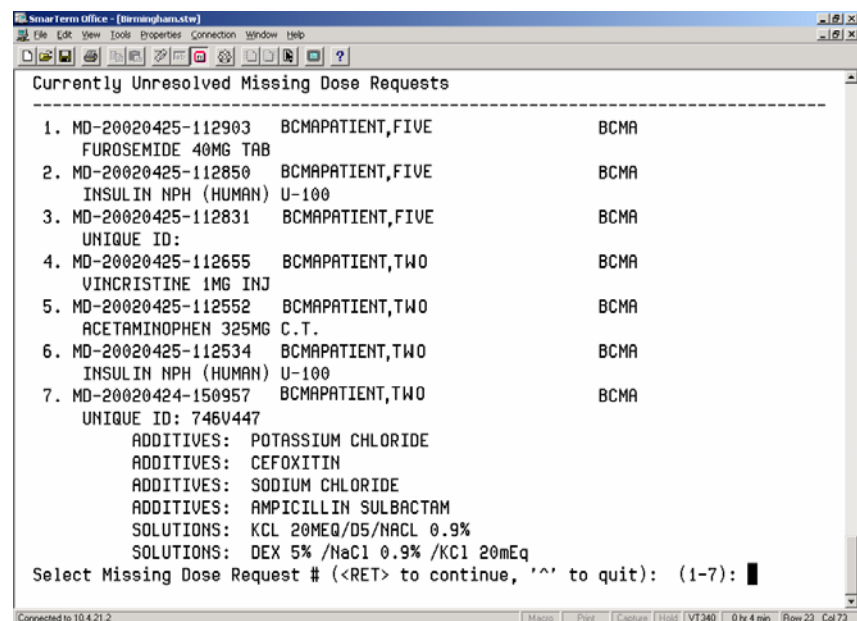 SmarTerm Office - [Birmingham.stw]
File Edit View Tools Properties Connection Window Help
Currently Unresolved Missing Dose Requests
--------------------------------------------------------------------------------
1. MD-20020425-112903 BCMAPATIENT,FIVE BCMA
FUROSEMIDE 40MG TAB
2. MD-20020425-112850 BCMAPATIENT,FIVE BCMA
INSULIN NPH (HUMAN) U-100
3. MD-20020425-112831 BCMAPATIENT,FIVE BCMA
UNIQUE ID:
4. MD-20020425-112655 BCMAPATIENT,TWO BCMA
VINCRISTINE 1MG INJ
5. MD-20020425-112552 BCMAPATIENT,TWO BCMA
ACETAMINOPHEN 325MG C.T.
6. MD-20020425-112534 BCMAPATIENT,TWO BCMA
INSULIN NPH (HUMAN) U-100
7. MD-20020424-150957 BCMAPATIENT,TWO BCMA
UNIQUE ID: 746V447
ADDITIVES: POTASSIUM CHLORIDE
ADDITIVES: CEFOXITIN
ADDITIVES: SODIUM CHLORIDE
ADDITIVES: AMPICILLIN SULBACTAM
SOLUTIONS: KCL 20MEQ/D5/NACL 0.9%
SOLUTIONS: DEX 5% /NaCl 0.9% /KCl 20mEq
Select Missing Dose Request # (<RET> to continue, '^' to quit): (1-7):
Connected to 10.4.21.2 Macro Print Capture Hold VT340 0 hr 4 min Row 23 Col 73